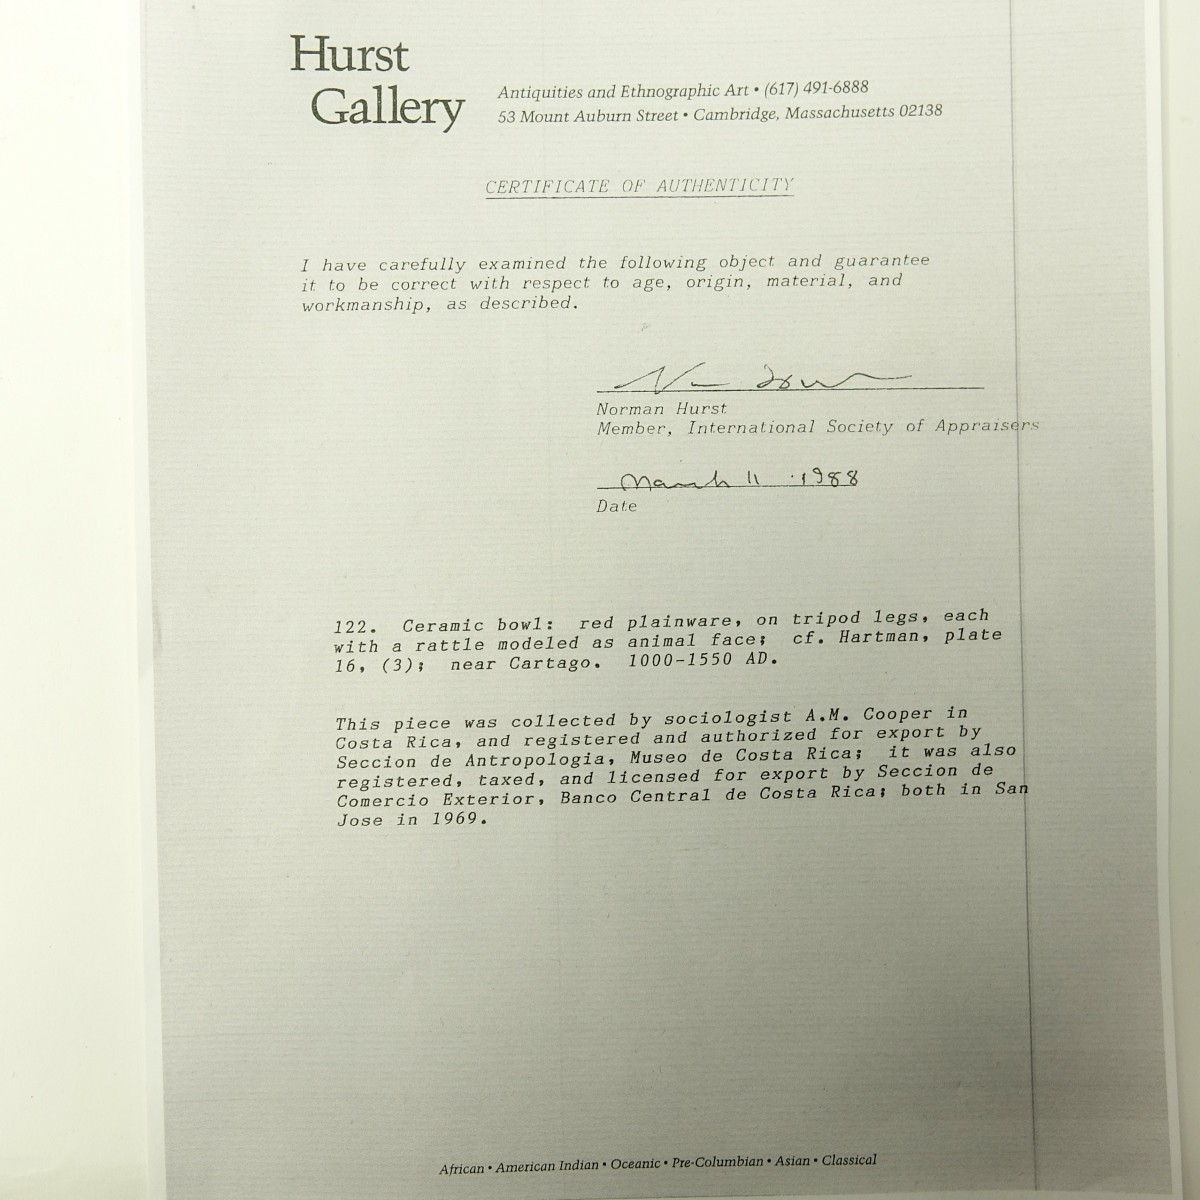 Hurst
Gallery
Antiquities and Ethnographic Art • (617) 491-6888
53 Mount Auburn Street • Cambridge, Massachusetts 02138
CERTIFICATE OF AUTHENTICITY
I have carefully examined the following object and guarantee
it to be correct with respect to age, origin, material, and
workmanship, as described.
Norman Hurst
Member, International Society of Appraisers
March 11 1988
Date
122. Ceramic bowl: red plainware, on tripod legs, each
with a rattle modeled as animal face; cf. Hartman, plate
16, (3); near Cartago. 1000-1550 AD.
This piece was collected by sociologist A.M. Cooper in
Costa Rica, and registered and authorized for export by
Seccion de Antropologia, Museo de Costa Rica; it was also
registered, taxed, and licensed for export by Seccion de
Comercio Exterior, Banco Central de Costa Rica; both in San
Jose in 1969.
African • American Indian • Oceanic • Pre-Columbian • Asian • Classical